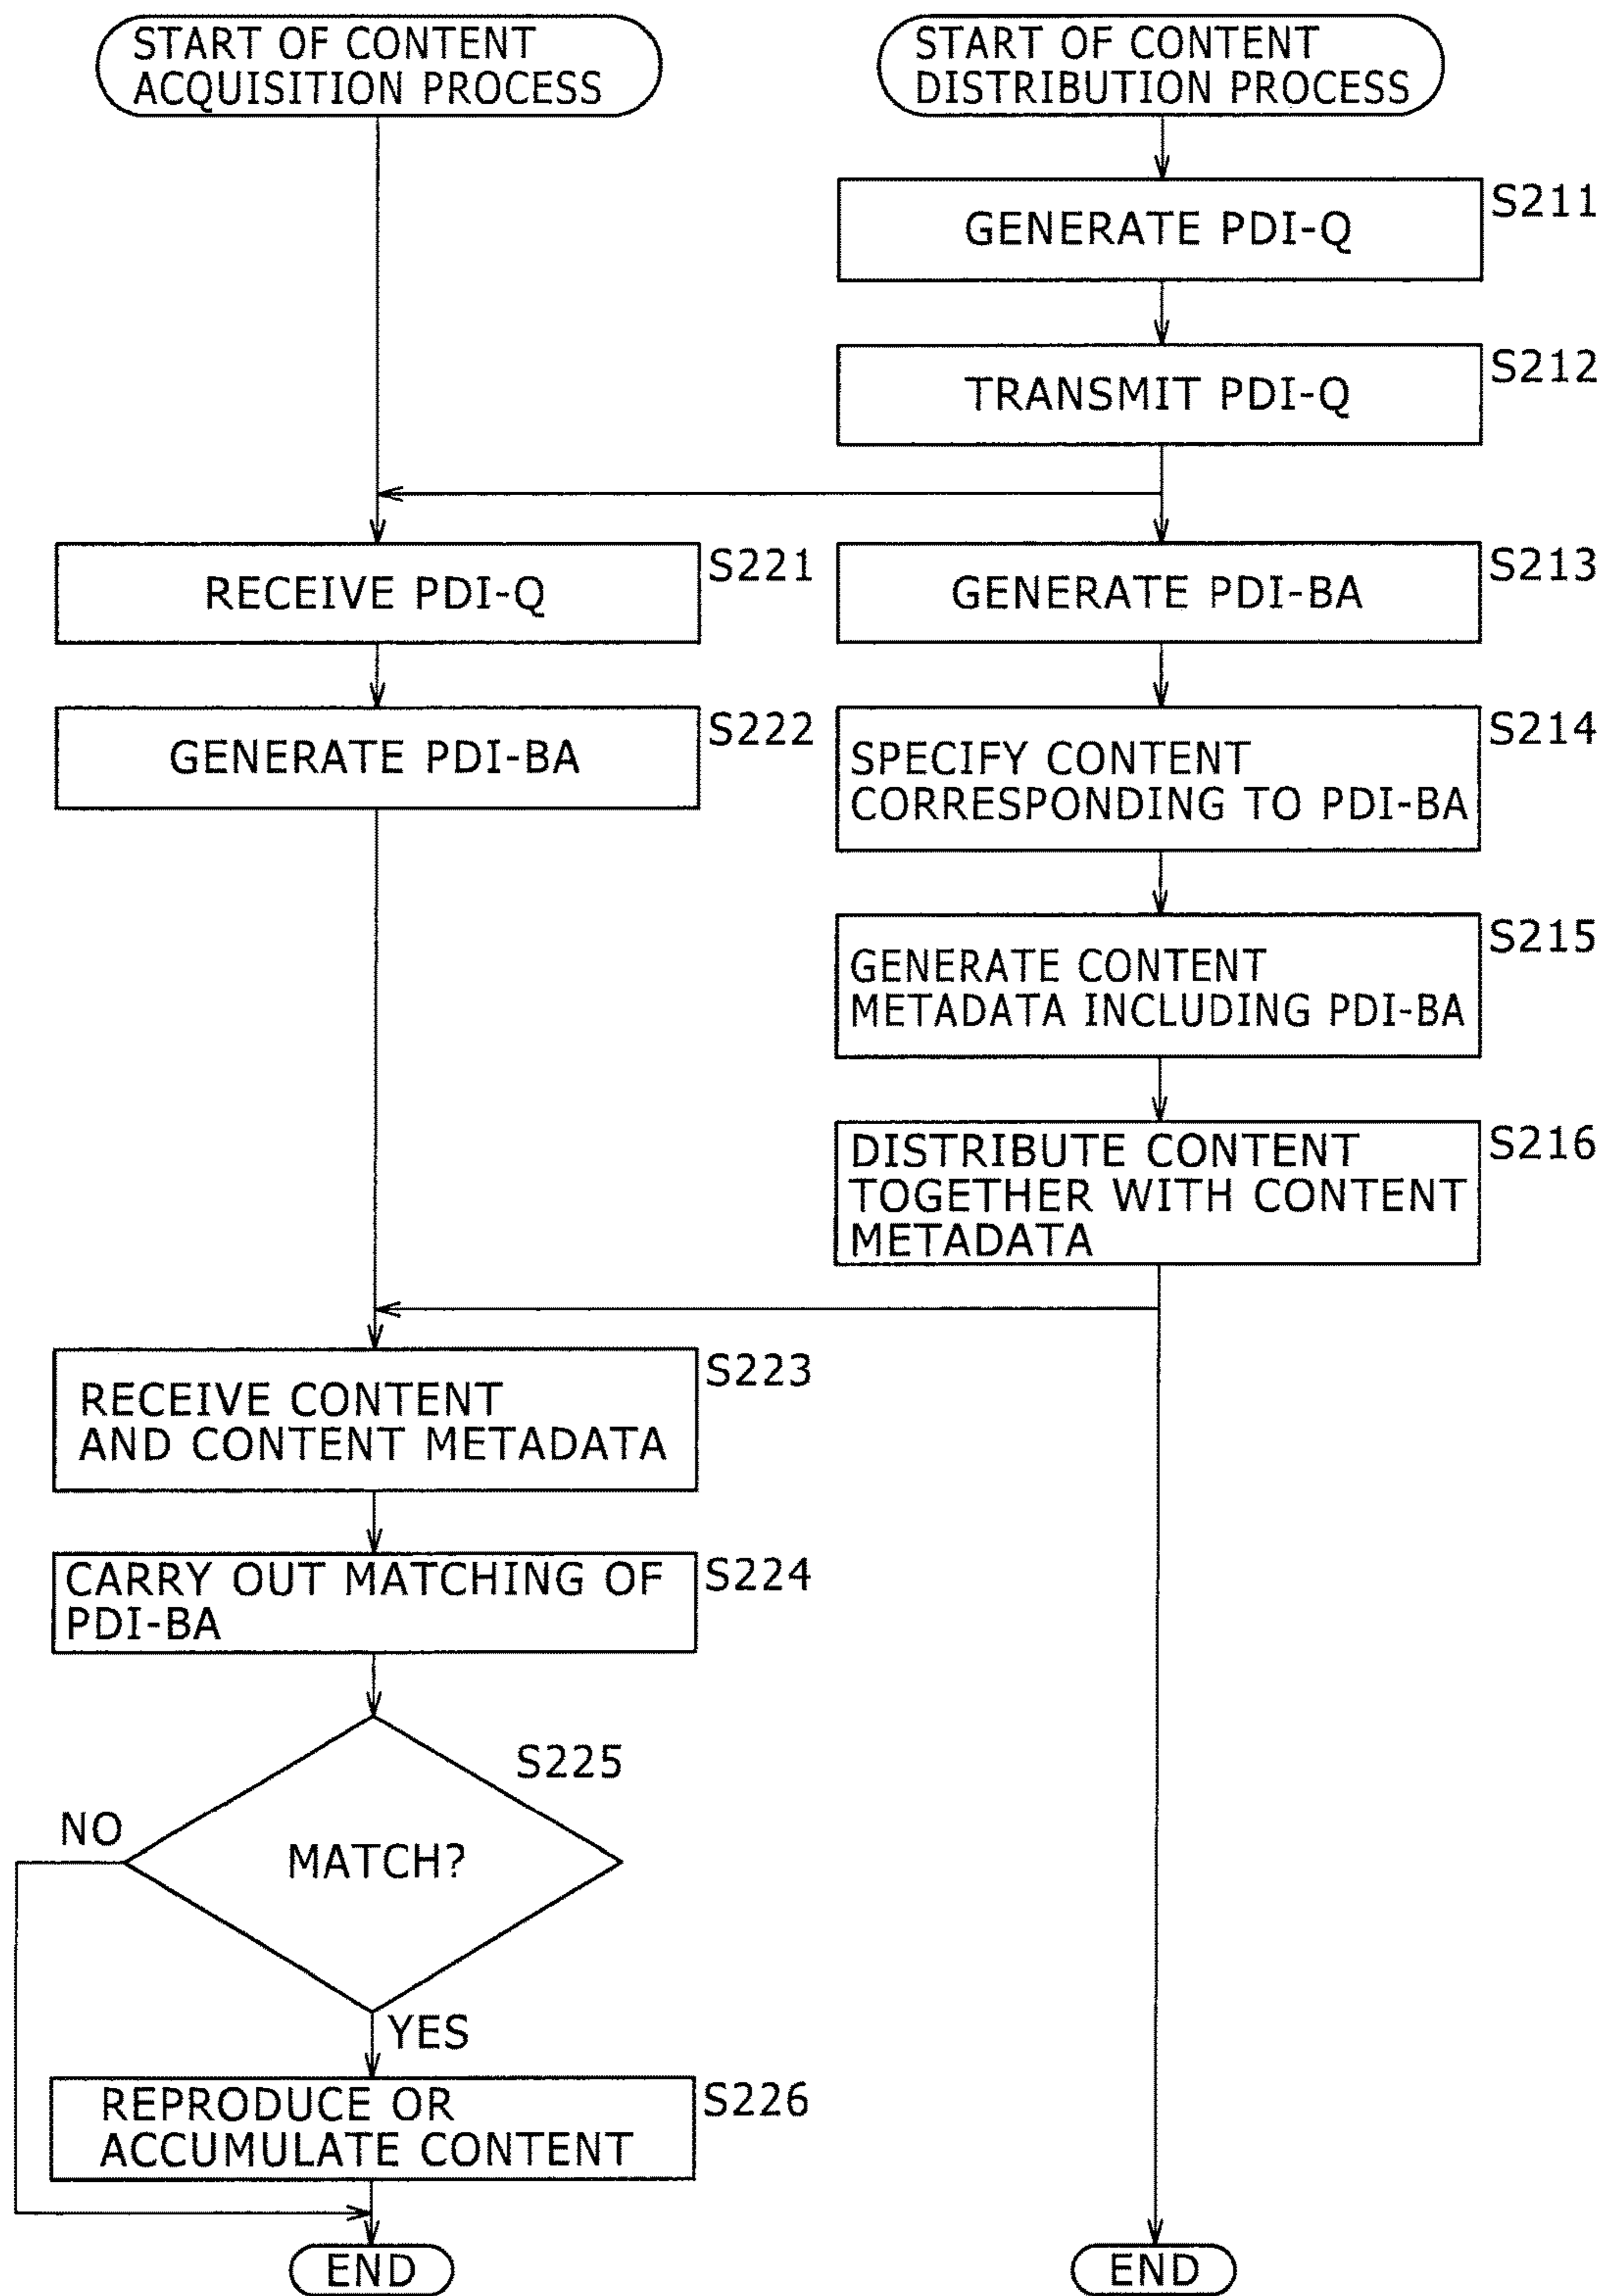 START OF CONTENT
ACQUISITION PROCESS
START OF CONTENT
DISTRIBUTION PROCESS
S211
GENERATE PDI-Q
S212
TRANSMIT PDI-Q
S221
RECEIVE PDI-Q
S213
GENERATE PDI-BA
S222
GENERATE PDI-BA
S214
SPECIFY CONTENT
CORRESPONDING TO PDI-BA
S215
GENERATE CONTENT
METADATA INCLUDING PDI-BA
S216
DISTRIBUTE CONTENT
TOGETHER WITH CONTENT
METADATA
S223
RECEIVE CONTENT
AND CONTENT METADATA
S224
CARRY OUT MATCHING OF
PDI-BA
S225
NO
MATCH?
YES
S226
REPRODUCE OR
ACCUMULATE CONTENT
END
END